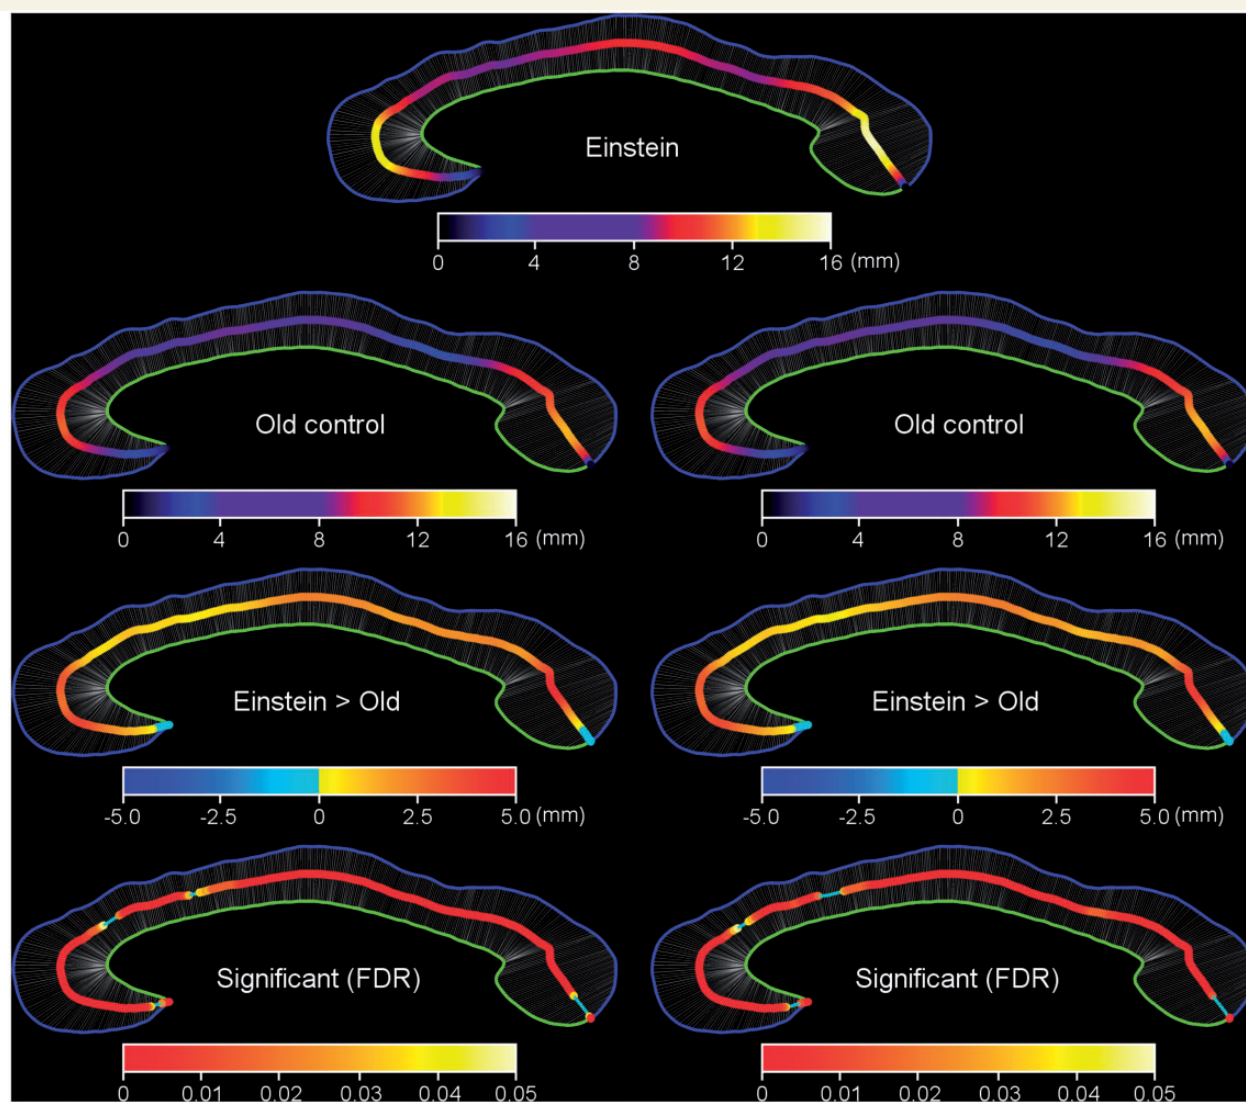 Einstein
0 4 8 12 16 (mm)
Old control
0 4 8 12 16 (mm)
Old control
0 4 8 12 16 (mm)
Einstein > Old
-5.0 -2.5 0 2.5 5.0 (mm)
Einstein > Old
-5.0 -2.5 0 2.5 5.0 (mm)
Significant (FDR)
0 0.01 0.02 0.03 0.04 0.05
Significant (FDR)
0 0.01 0.02 0.03 0.04 0.05